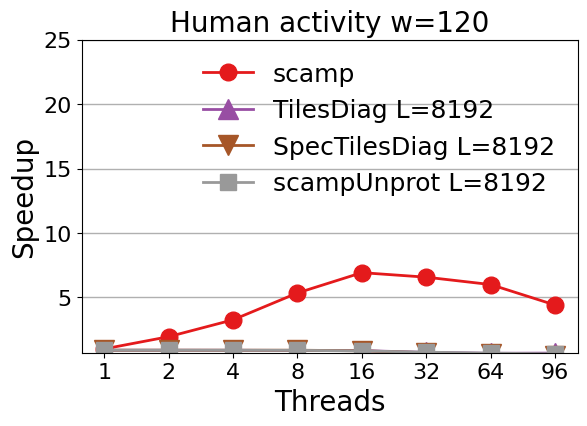 Human activity w=120
25
20
15
10
5
Speedup
scamp
TilesDiag L=8192
SpecTilesDiag L=8192
scampUnprot L=8192
1 2 4 8 16 32 64 96
Threads